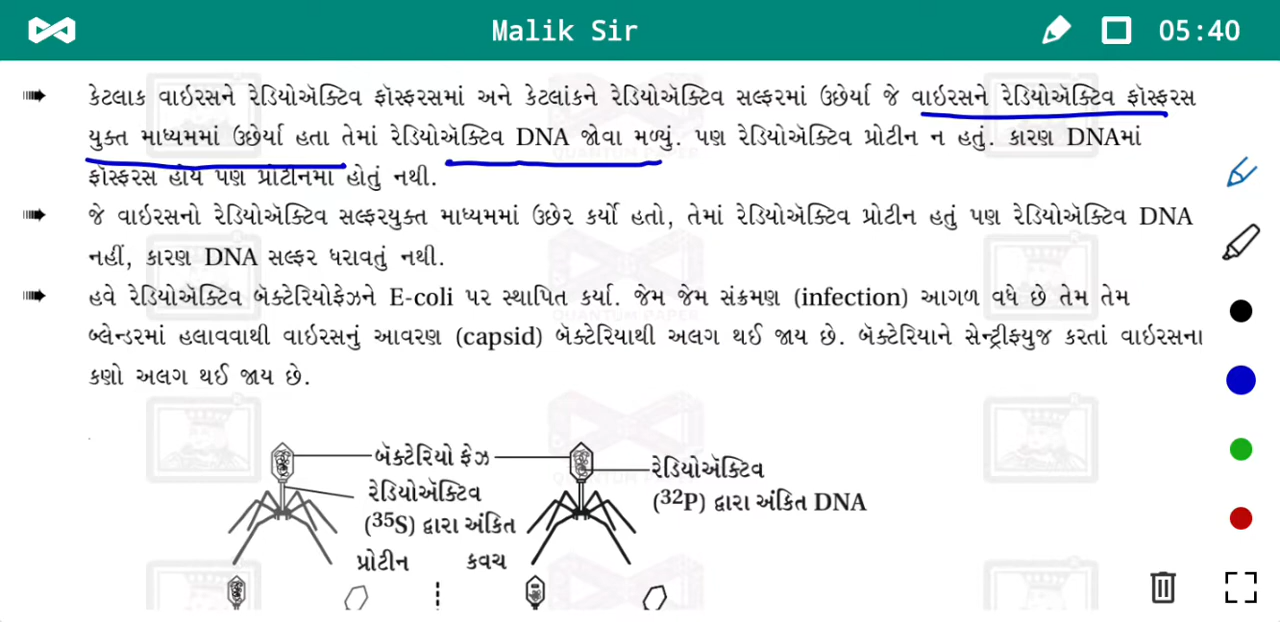 Malik Sir
05:40
કેટલાક વાઇરસને રેડિયોઍક્ટિવ ફૉસ્ફરસમાં અને કેટલાંકને રેડિયોઍક્ટિવ સલ્ફરમાં ઉછેર્યા જે વાઇરસને રેડિયોઍક્ટિવ ફૉસ્ફરસ
યુક્ત માધ્યમમાં ઉછેર્યા હતા તેમાં રેડિયોઍક્ટિવ DNA જોવા મળ્યું. પણ રેડિયોઍક્ટિવ પ્રોટીન ન હતું. કારણ DNAમાં
ફૉસ્ફરસ હોય પણ પ્રોટીનમાં હોતું નથી.
જે વાઇરસનો રેડિયોઍક્ટિવ સલ્ફરયુક્ત માધ્યમમાં ઉછેર કર્યો હતો, તેમાં રેડિયોઍક્ટિવ પ્રોટીન હતું પણ રેડિયોઍક્ટિવ DNA
નહીં, કારણ DNA સલ્ફર ધરાવતું નથી.
હવે રેડિયોઍક્ટિવ બૅક્ટેરિયોફેઝને E-coli પર સ્થાપિત કર્યા. જેમ જેમ સંક્રમણ (infection) આગળ વધે છે તેમ તેમ
બ્લેન્ડરમાં હલાવવાથી વાઇરસનું આવરણ (capsid) બૅક્ટેરિયાથી અલગ થઈ જાય છે. બૅક્ટેરિયાને સેન્ટ્રીફ્યુજ કરતાં વાઇરસના
કણો અલગ થઈ જાય છે.
બૅક્ટેરિયો ફેઝ
રેડિયોઍક્ટિવ
(³²P) દ્વારા અંકિત DNA
રેડિયોઍક્ટિવ
(³⁵S) દ્વારા અંકિત
પ્રોટીન કવચ
QUANTUM PAPER